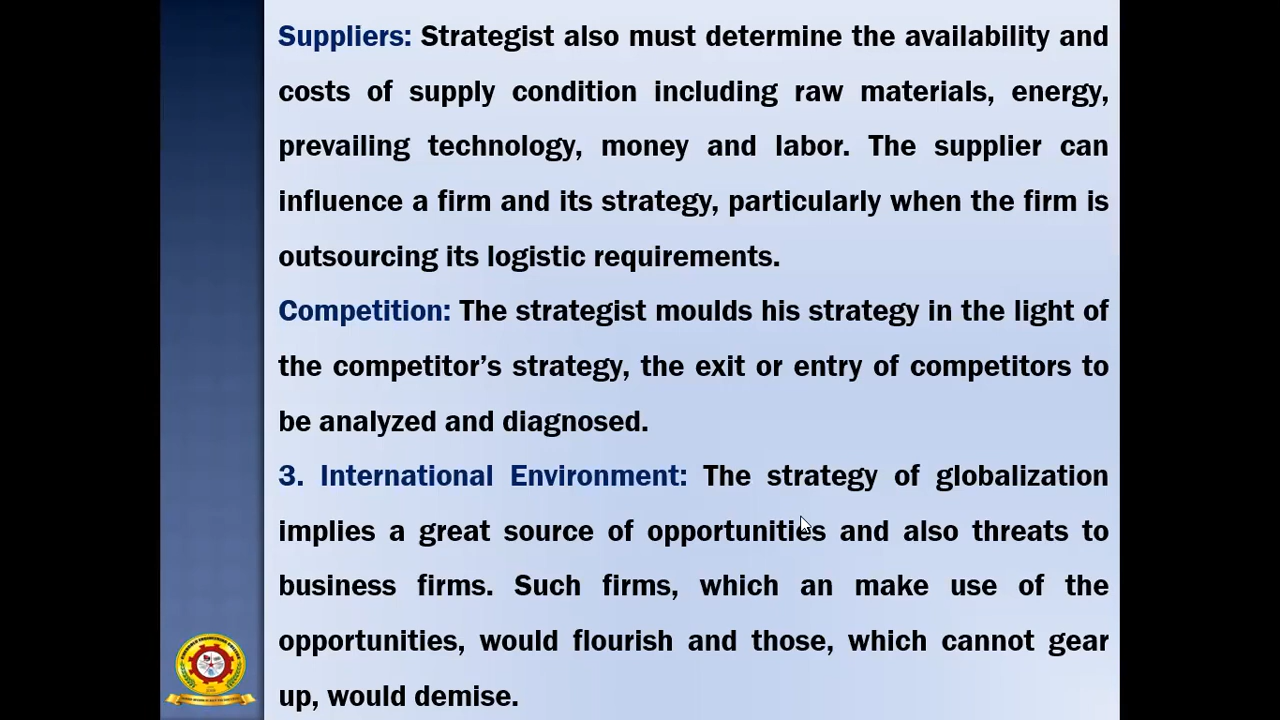 Suppliers: Strategist also must determine the availability and
costs of supply condition including raw materials, energy,
prevailing technology, money and labor. The supplier can
influence a firm and its strategy, particularly when the firm is
outsourcing its logistic requirements.
Competition: The strategist moulds his strategy in the light of
the competitor’s strategy, the exit or entry of competitors to
be analyzed and diagnosed.
3. International Environment: The strategy of globalization
implies a great source of opportunities and also threats to
business firms. Such firms, which an make use of the
opportunities, would flourish and those, which cannot gear
up, would demise.